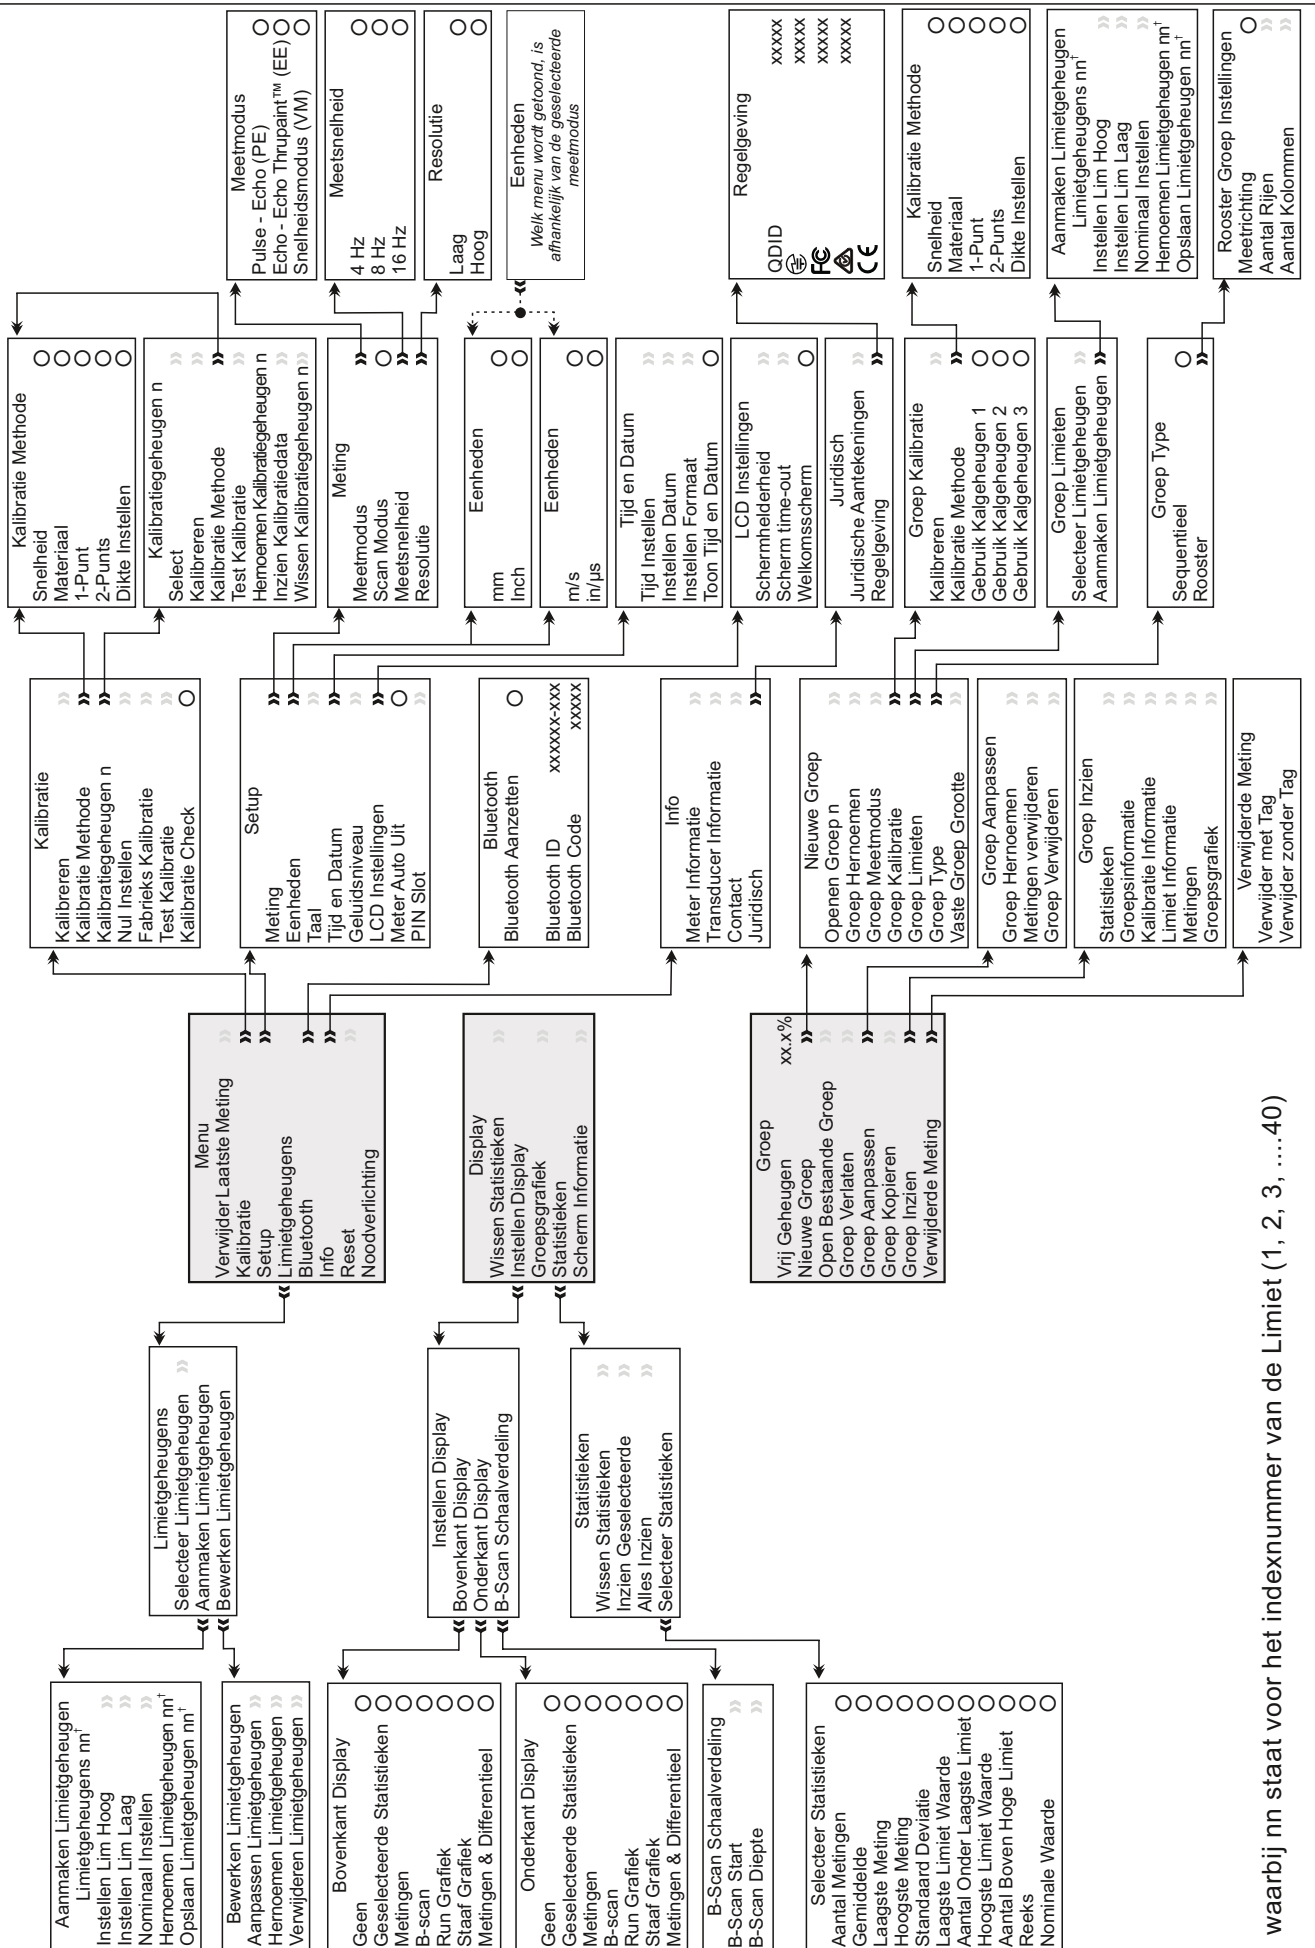 Aanmaken Limietgeheugen
Limietgeheugens nn†
Instellen Lim Hoog
Instellen Lim Laag
Nominaal Instellen
Hernoemen Limietgeheugen nn†
Opslaan Limietgeheugen nn†
Bewerken Limietgeheugen
Aanpassen Limietgeheugen
Hernoemen Limietgeheugen
Verwijderen Limietgeheugen
Bovenkant Display
Geen
Geselecteerde Statistieken
Metingen
B-scan
Run Grafiek
Staaf Grafiek
Metingen & Differentieel
Onderkant Display
Geen
Geselecteerde Statistieken
Metingen
B-scan
Run Grafiek
Staaf Grafiek
Metingen & Differentieel
B-Scan Schaalverdeling
B-Scan Start
B-Scan Diepte
Selecteer Statistieken
Aantal Metingen
Gemiddelde
Laagste Meting
Hoogste Meting
Standaard Deviatie
Laagste Limiet Waarde
Aantal Onder Laagste Limiet
Hoogste Limiet Waarde
Aantal Boven Hoge Limiet
Reeks
Nominale Waarde
Limietgeheugens
Selecteer Limietgeheugen
Aanmaken Limietgeheugen
Bewerken Limietgeheugen
Instellen Display
Bovenkant Display
Onderkant Display
B-Scan Schaalverdeling
Statistieken
Wissen Statistieken
Inzien Geselecteerde
Alles Inzien
Selecteer Statistieken
Menu
Verwijder Laatste Meting
Kalibratie
Setup
Limietgeheugens
Bluetooth
Info
Reset
Noodverlichting
Display
Wissen Statistieken
Instellen Display
Groepsgrafiek
Statistieken
Scherm Informatie
Groep
Vrij Geheugen xx.x%
Nieuwe Groep
Open Bestaande Groep
Groep Verlaten
Groep Aanpassen
Groep Kopieren
Groep Inzien
Verwijderde Meting
Kalibratie
Kalibreren
Kalibratie Methode
Kalibratiegeheugen n
Nul Instellen
Fabrieks Kalibratie
Test Kalibratie
Kalibratie Check
Setup
Meting
Eenheden
Taal
Tijd en Datum
Geluidsniveau
LCD Instellingen
Meter Auto Uit
PIN Slot
Bluetooth
Bluetooth Aanzetten
Bluetooth ID xxxxx-xxx
Bluetooth Code xxxxx
Info
Meter Informatie
Transducer Informatie
Contact
Juridisch
Nieuwe Groep
Openen Groep n
Groep Hernoemen
Groep Meetmodus
Groep Kalibratie
Groep Limieten
Groep Type
Vaste Groep Grootte
Groep Aanpassen
Groep Hernoemen
Metingen verwijderen
Groep Verwijderen
Groep Inzien
Statistieken
Groepsinformatie
Kalibratie Informatie
Limiet Informatie
Metingen
Groepsgrafiek
Verwijderde Meting
Verwijder met Tag
Verwijder zonder Tag
Kalibratie Methode
Snelheid
Materiaal
1-Punt
2-Punts
Dikte Instellen
Kalibratiegeheugen n
Select
Kalibreren
Kalibratie Methode
Test Kalibratie
Hernoemen Kalibratiegeheugen n
Inzien Kalibratiedata
Wissen Kalibratiegeheugen n
Meting
Meetmodus
Scan Modus
Meetsnelheid
Resolutie
Eenheden
mm
Inch
Eenheden
m/s
in/µs
Tijd en Datum
Tijd Instellen
Instellen Datum
Instellen Formaat
Toon Tijd en Datum
LCD Instellingen
Schermhelderheid
Scherm time-out
Welkomsscherm
Juridisch
Juridische Aantekeningen
Regelgeving
Groep Kalibratie
Kalibreren
Kalibratie Methode
Gebruik Kalgeheugen 1
Gebruik Kalgeheugen 2
Gebruik Kalgeheugen 3
Groep Limieten
Selecteer Limietgeheugen
Aanmaken Limietgeheugen
Groep Type
Sequentieel
Rooster
Meetmodus
Pulse - Echo (PE)
Echo - Echo Thrupaint™ (EE)
Snelheidsmodus (VM)
Meetsnelheid
4 Hz
8 Hz
16 Hz
Resolutie
Laag
Hoog
Eenheden
Welk menu wordt getoond, is
afhankelijk van de geselecteerde
meetmodus
Regelgeving
QDID xxxxx
xxxxx
FC xxxxx
xxxxx
CE
Kalibratie Methode
Snelheid
Materiaal
1-Punt
2-Punts
Dikte Instellen
Aanmaken Limietgeheugen
Limietgeheugens nn†
Instellen Lim Hoog
Instellen Lim Laag
Nominaal Instellen
Hernoemen Limietgeheugen nn†
Opslaan Limietgeheugen nn†
Rooster Groep Instellingen
Meetrichting
Aantal Rijen
Aantal Kolommen
waarbij nn staat voor het indexnummer van de Limiet (1, 2, 3, ....40)